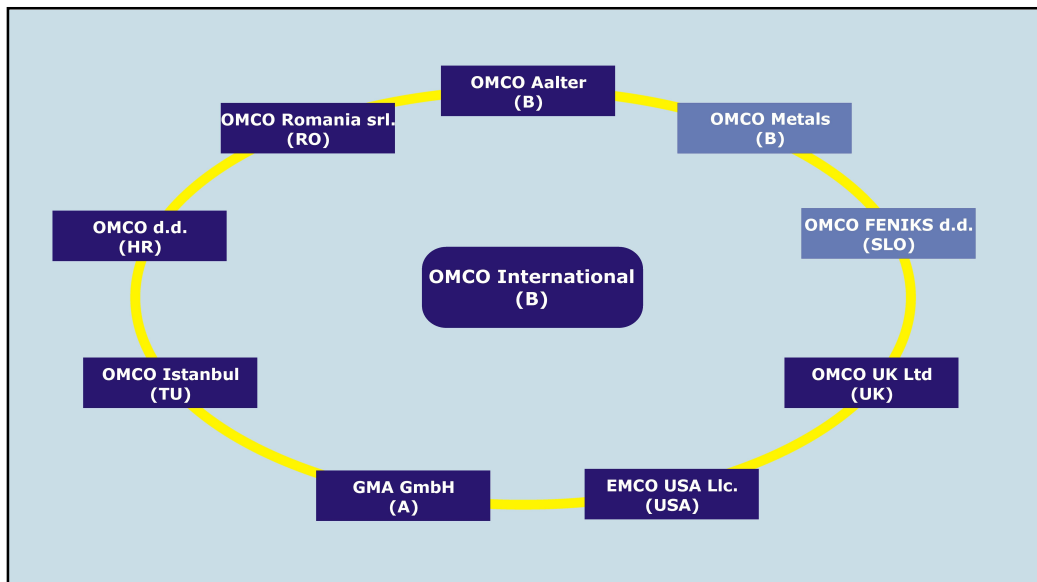 OMCO Aalter
(B)
OMCO Romania srl.
(RO)
OMCO Metals
(B)
OMCO d.d.
(HR)
OMCO FENIKS d.d.
(SLO)
OMCO International
(B)
OMCO Istanbul
(TU)
OMCO UK Ltd
(UK)
GMA GmbH
(A)
EMCO USA Llc.
(USA)